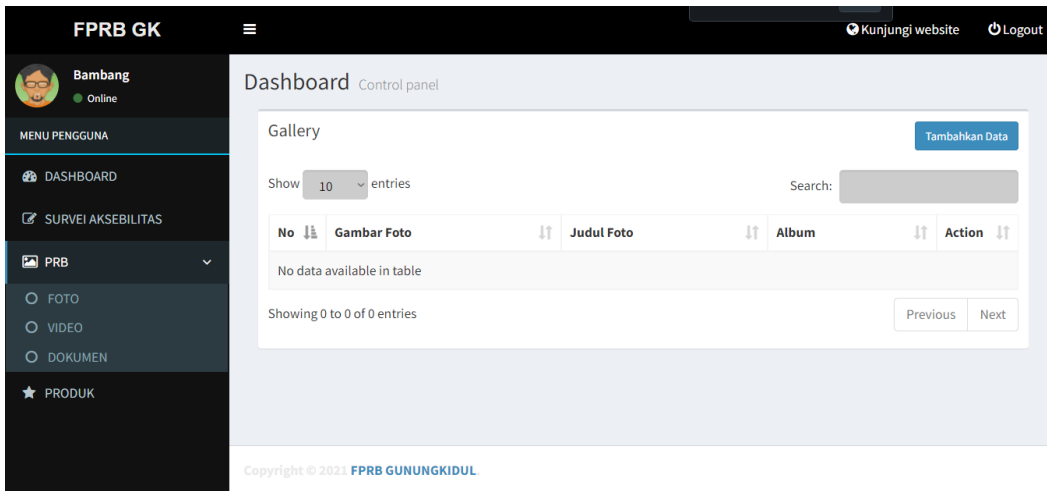 FPRB GK
Kunjungi website Logout
Bambang
Online
MENU PENGGUNA
DASHBOARD
SURVEI AKSEBILITAS
PRB
FOTO
VIDEO
DOKUMEN
PRODUK
Dashboard Control panel
Gallery
Tambahkan Data
Show 10 entries
Search:
No Gambar Foto Judul Foto Album Action
No data available in table
Showing 0 to 0 of 0 entries
Previous Next
Copyright © 2021 FPRB GUNUNGKIDUL.